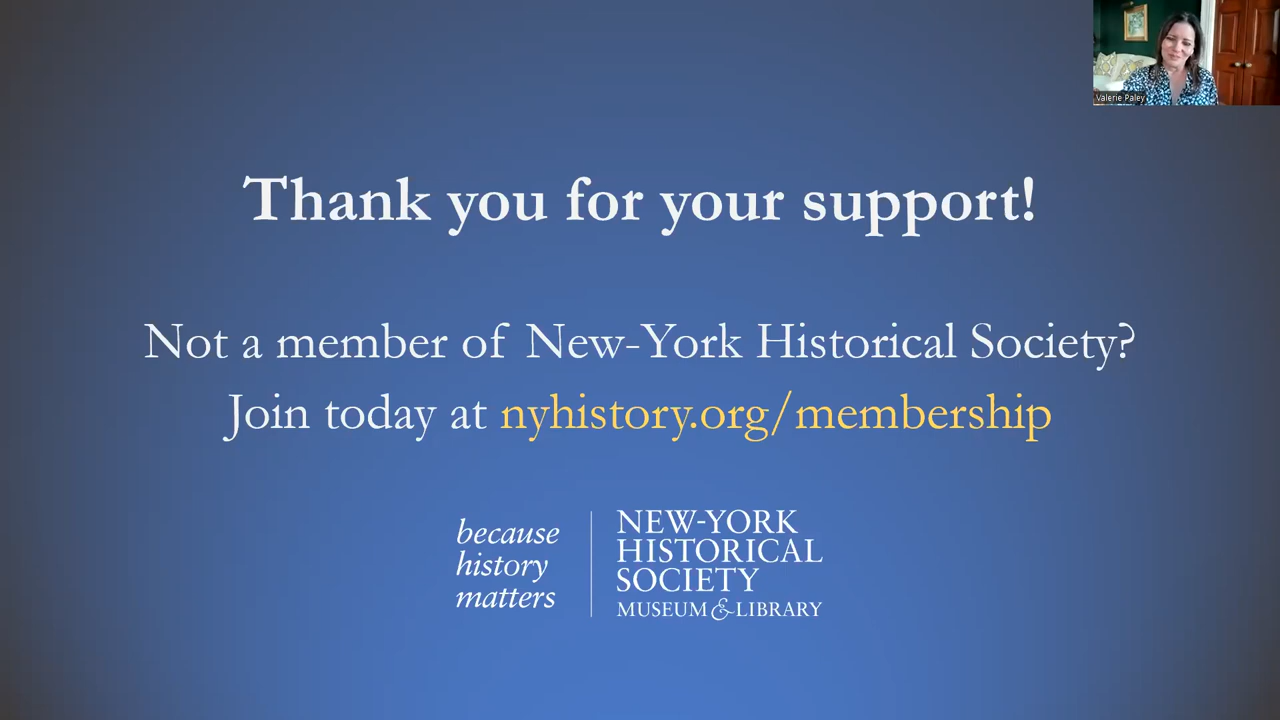 Valerie Paley
Thank you for your support!
Not a member of New-York Historical Society?
Join today at nyhistory.org/membership
because
history
matters
NEW-YORK
HISTORICAL
SOCIETY
MUSEUM & LIBRARY